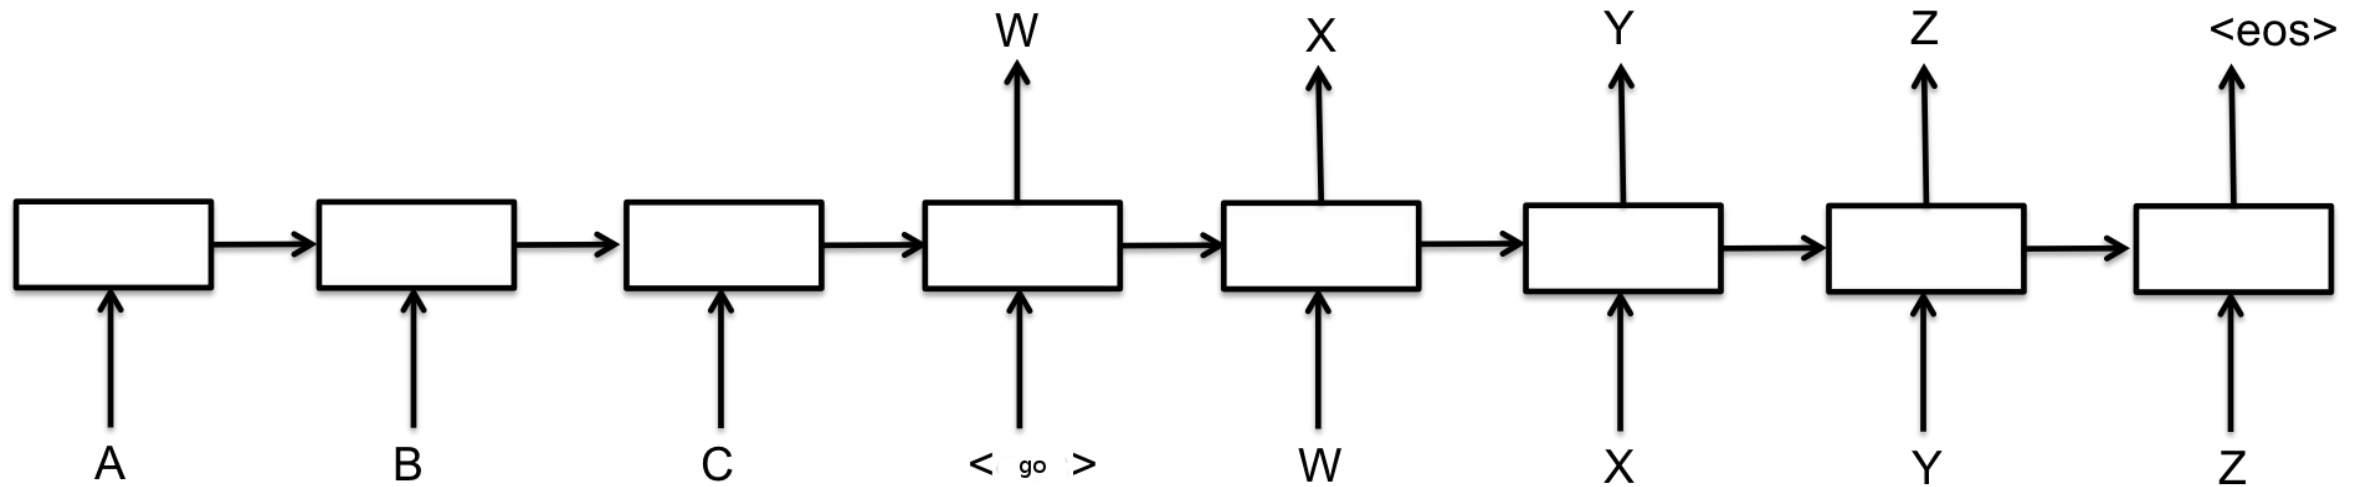 W X Y Z <eos>
A B C < go > W X Y Z